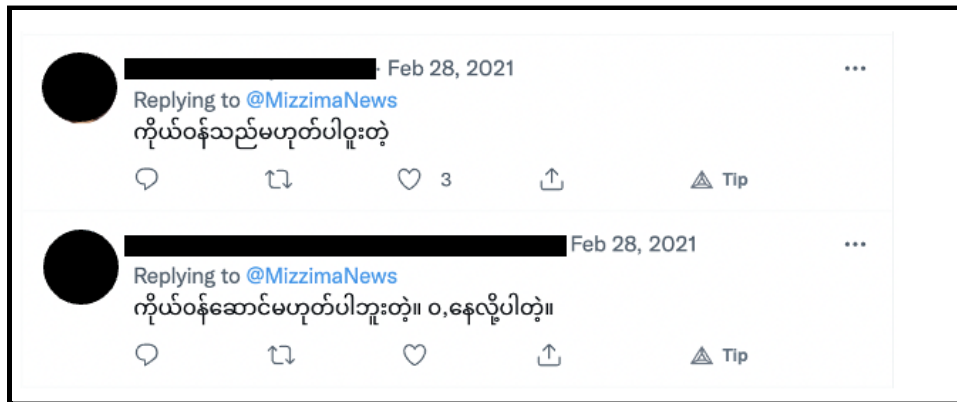 · Feb 28, 2021
Replying to @MizzimaNews
ကိုယ်ဝန်သည်မဟုတ်ပါဝူးတဲ့
3
Tip
Feb 28, 2021
Replying to @MizzimaNews
ကိုယ်ဝန်ဆောင်မဟုတ်ပါဘူးတဲ့။ ဝ,နေလို့ပါတဲ့။
Tip